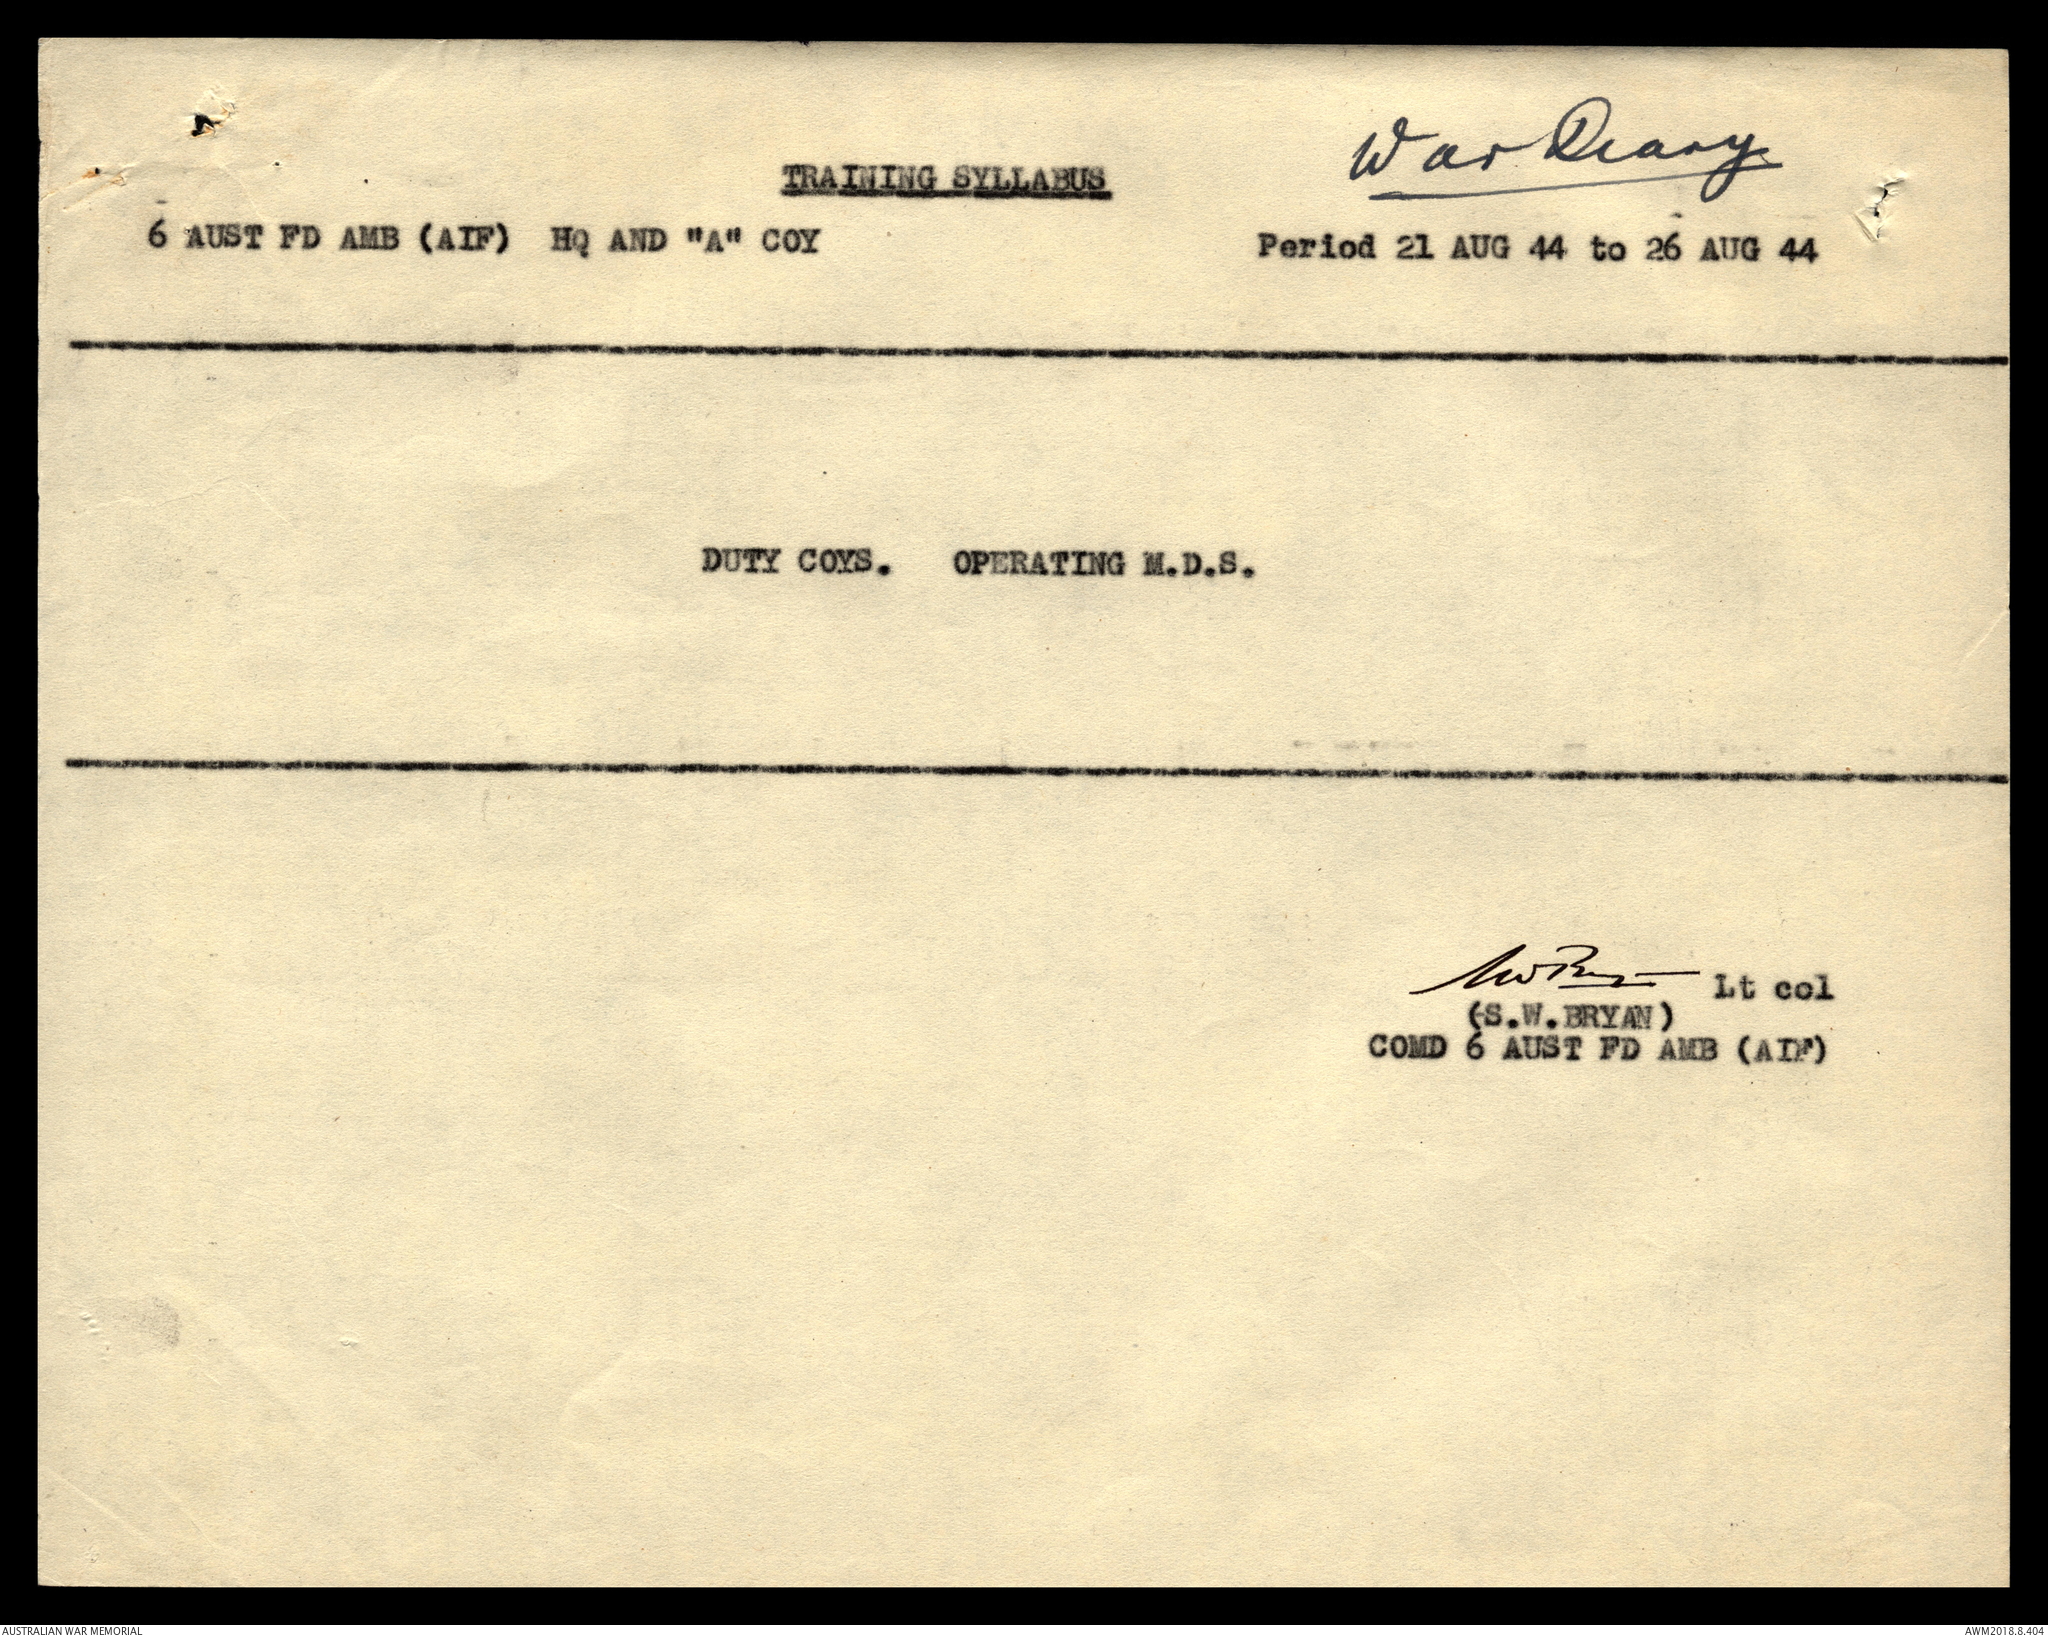 War Diary.
TRAINING SYLLABUS
6 AUST FD AMB (AIF) HQ AND "A" COY Period 21 AUG 44 to 26 AUG 44
DUTY COYS. OPERATING M.D.S.
SWBryan Lt col
(S.W.BRYAN)
COMD 6 AUST FD AMB (AIF)
AUSTRALIAN WAR MEMORIAL AWM2018.8.404